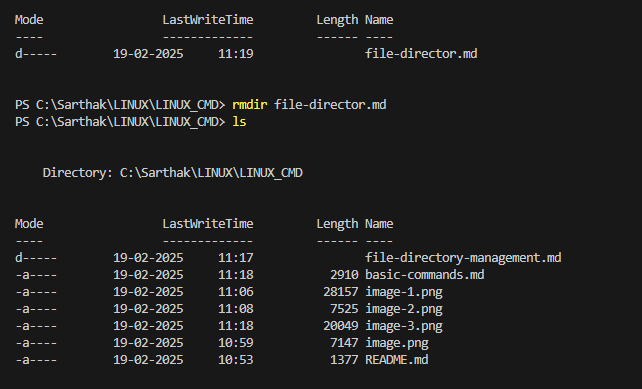 Mode                 LastWriteTime         Length Name
----                 -------------         ------ ----
d-----        19-02-2025     11:19                file-director.md
PS C:\Sarthak\LINUX\LINUX_CMD> rmdir file-director.md
PS C:\Sarthak\LINUX\LINUX_CMD> ls
    Directory: C:\Sarthak\LINUX\LINUX_CMD
Mode                 LastWriteTime         Length Name
----                 -------------         ------ ----
d-----        19-02-2025     11:17                file-directory-management.md
-a----        19-02-2025     11:18           2910 basic-commands.md
-a----        19-02-2025     11:06          28157 image-1.png
-a----        19-02-2025     11:08           7525 image-2.png
-a----        19-02-2025     11:18          20049 image-3.png
-a----        19-02-2025     10:59           7147 image.png
-a----        19-02-2025     10:53           1377 README.md